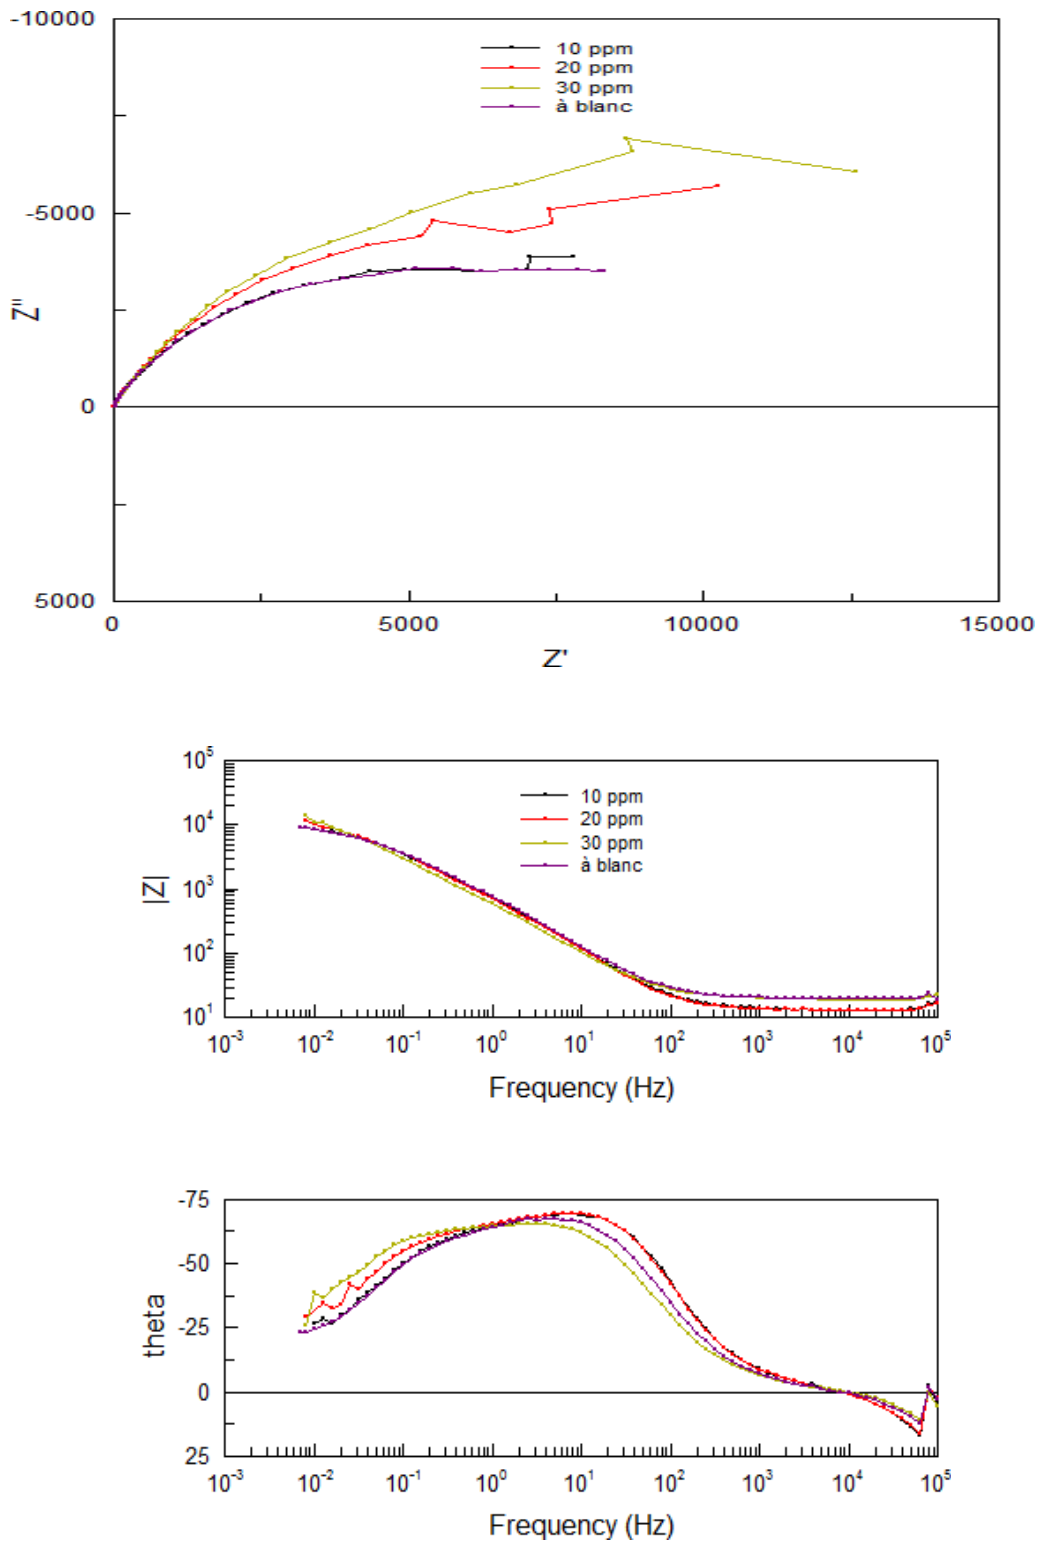 -10000
10 ppm
20 ppm
30 ppm
à blanc
-5000
Z"
0
5000
0
5000
10000
15000
Z'
10⁵
10 ppm
20 ppm
30 ppm
à blanc
10⁴
|Z|
10³
10²
10¹
10⁻³ 10⁻² 10⁻¹ 10⁰ 10¹ 10² 10³ 10⁴ 10⁵
Frequency (Hz)
-75
-50
theta
-25
0
25
10⁻³ 10⁻² 10⁻¹ 10⁰ 10¹ 10² 10³ 10⁴ 10⁵
Frequency (Hz)